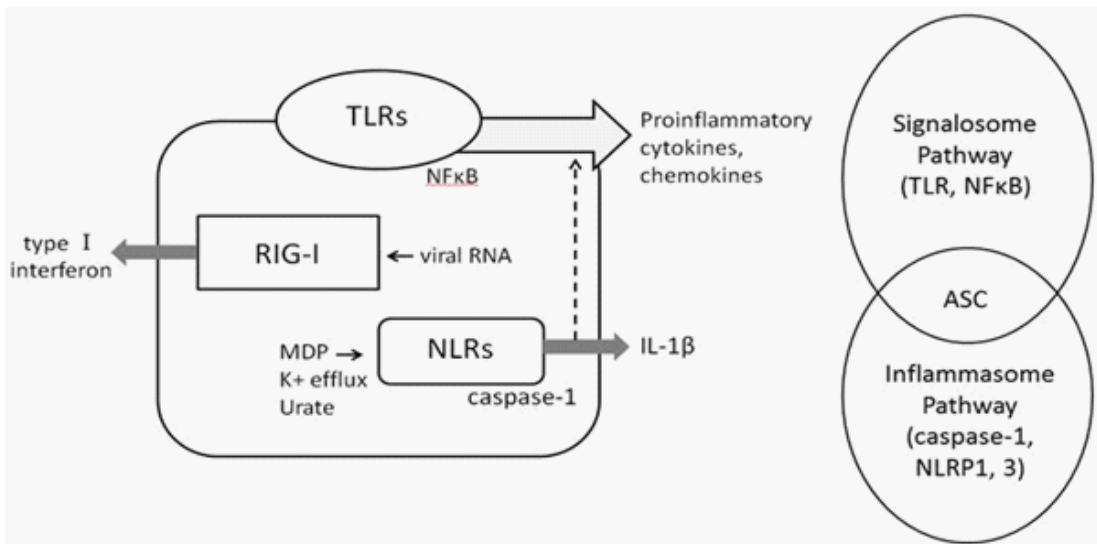 TLRs
NFκB
Proinflammatory
cytokines,
chemokines
type I
interferon
RIG-I
viral RNA
MDP
K+ efflux
Urate
NLRs
caspase-1
IL-1β
Signalosome
Pathway
(TLR, NFκB)
ASC
Inflammasome
Pathway
(caspase-1,
NLRP1, 3)